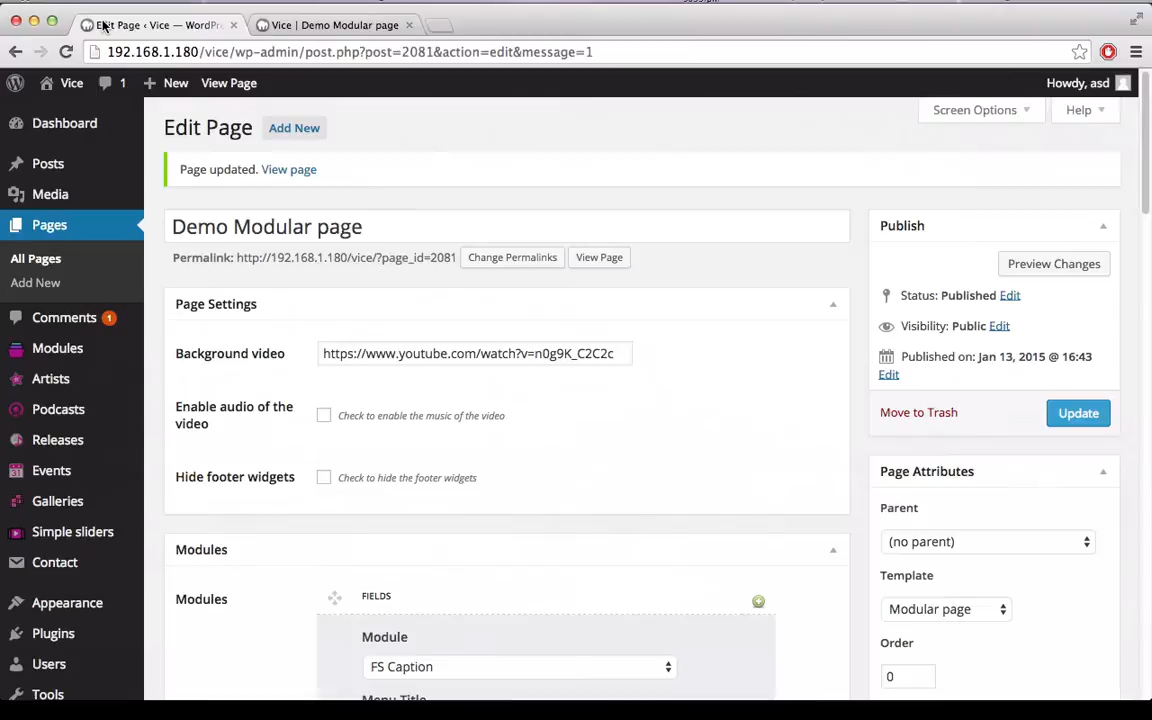 Edit Page ‹ Vice — WordPr
Vice | Demo Modular page
192.168.1.180/vice/wp-admin/post.php?post=2081&action=edit&message=1
Vice 1 New View Page Howdy, asd
Screen Options Help
Dashboard
Posts
Media
Pages
All Pages
Add New
Comments 1
Modules
Artists
Podcasts
Releases
Events
Galleries
Simple sliders
Contact
Appearance
Plugins
Users
Tools
Edit Page Add New
Page updated. View page
Demo Modular page
Permalink: http://192.168.1.180/vice/?page_id=2081 Change Permalinks View Page
Page Settings
Background video https://www.youtube.com/watch?v=n0g9K_C2C2c
Enable audio of the
video
Check to enable the music of the video
Hide footer widgets Check to hide the footer widgets
Modules
Modules FIELDS
Module
FS Caption
Menu Title
Publish
Preview Changes
Status: Published Edit
Visibility: Public Edit
Published on: Jan 13, 2015 @ 16:43
Edit
Move to Trash Update
Page Attributes
Parent
(no parent)
Template
Modular page
Order
0